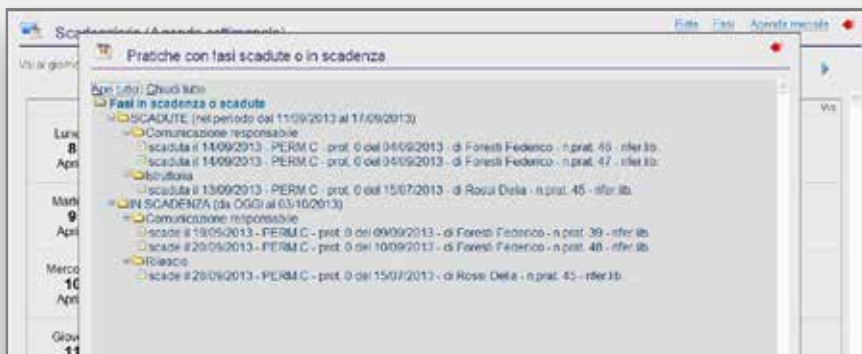 Scadenziario (Agenda settimanale)
Rate Fasi Agenda mensile
Vai al giorno
Pratiche con fasi scadute o in scadenza
Apri tutto Chiudi tutto
Fasi in scadenza o scadute
SCADUTE (nel periodo dal 11/09/2013 al 17/09/2013)
Comunicazione responsabile
scaduta il 14/09/2013 - PERM.C - prot. 0 del 04/09/2013 - di Foresti Federico - n.prat. 46 - rifer.lib.
scaduta il 14/09/2013 - PERM.C - prot. 0 del 04/09/2013 - di Foresti Federico - n.prat. 47 - rifer.lib.
Istruttoria
scaduta il 13/09/2013 - PERM.C - prot. 0 del 15/07/2013 - di Rossi Delia - n.prat. 45 - rifer.lib.
IN SCADENZA (da OGGI al 03/10/2013)
Comunicazione responsabile
scade il 19/09/2013 - PERM.C - prot. 0 del 09/09/2013 - di Foresti Federico - n.prat. 39 - rifer.lib.
scade il 20/09/2013 - PERM.C - prot. 0 del 10/09/2013 - di Foresti Federico - n.prat. 48 - rifer.lib.
Rilascio
scade il 28/09/2013 - PERM.C - prot. 0 del 15/07/2013 - di Rossi Delia - n.prat. 45 - rifer.lib.
Lune
8
Apri
Marte
9
Apri
Merco
10
Apri
Giove
11